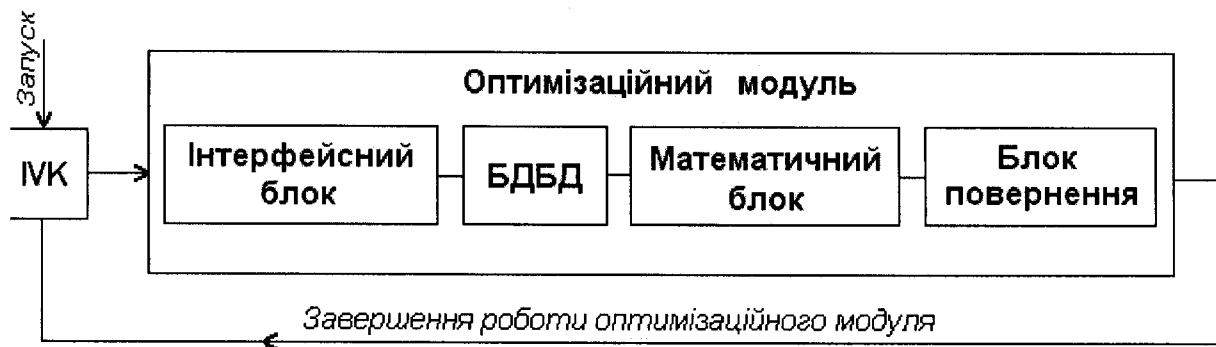 Запуск
Оптимізаційний модуль
IVK
Інтерфейсний
блок
БДБД
Математичний
блок
Блок
повернення
Завершення роботи оптимізаційного модуля